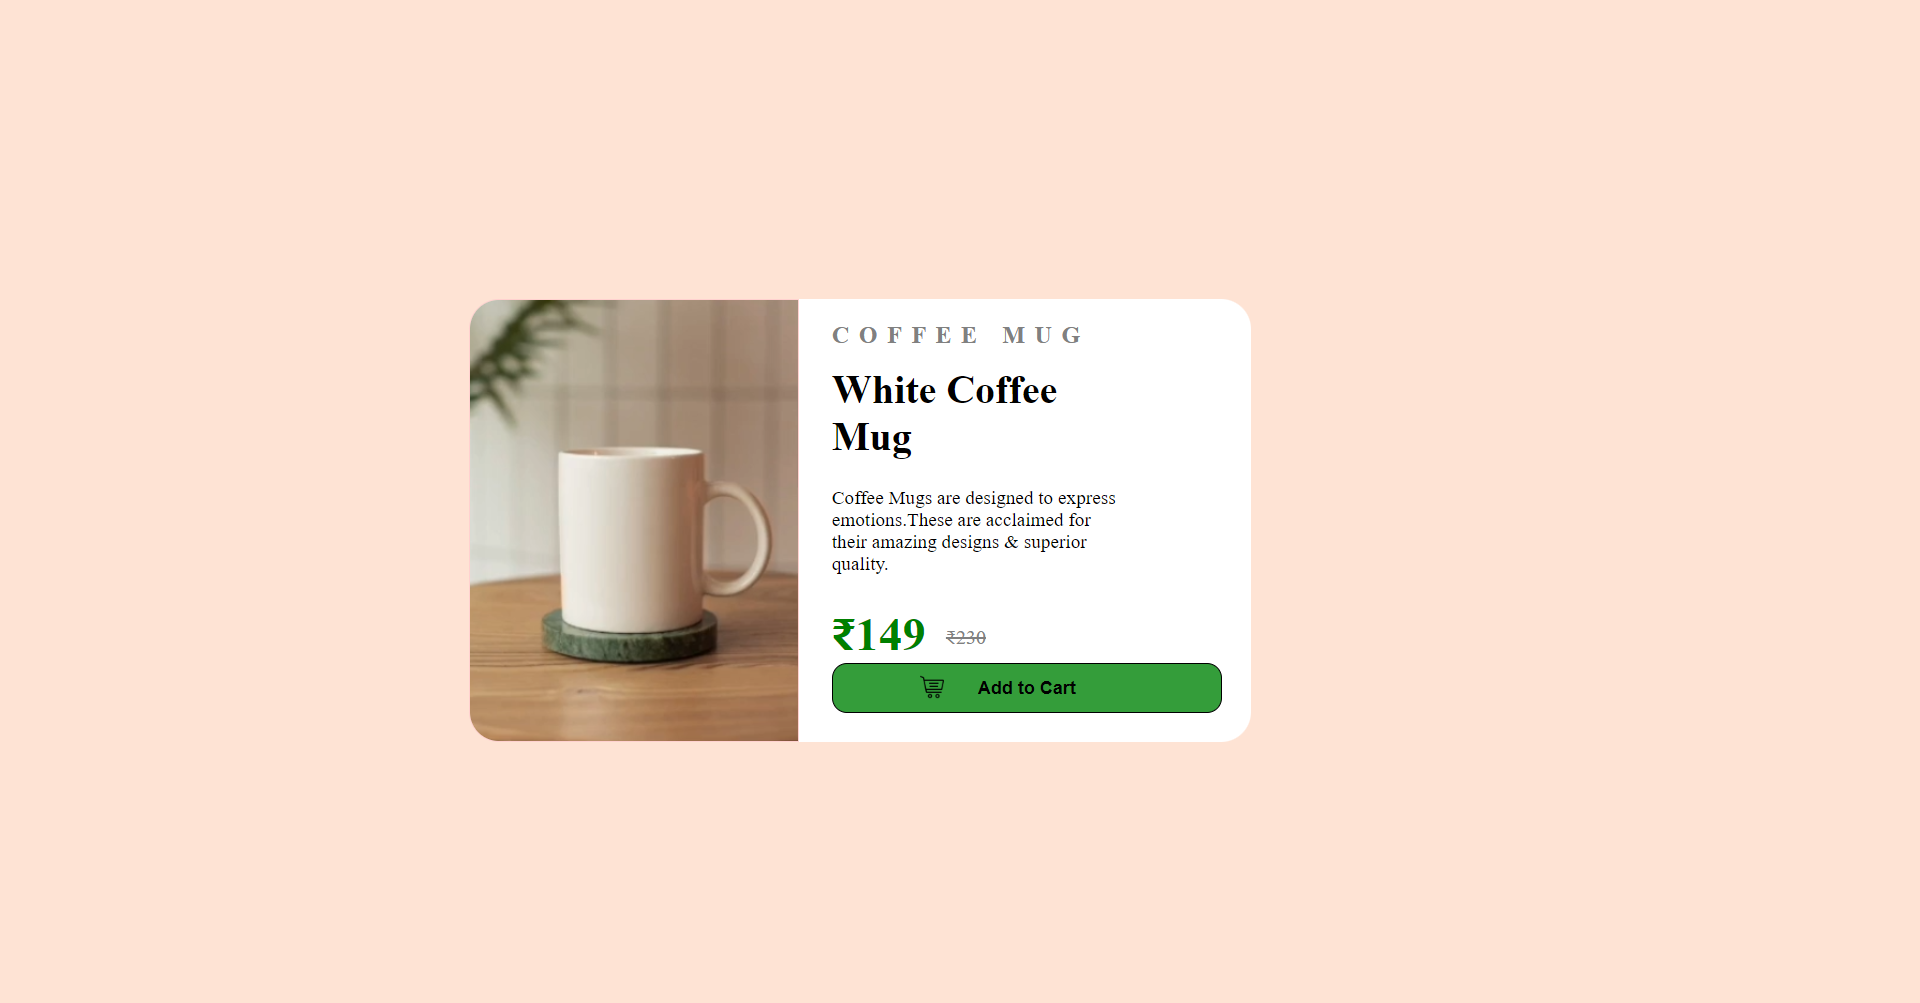 COFFEE MUG
White Coffee
Mug
Coffee Mugs are designed to express
emotions.These are acclaimed for
their amazing designs & superior
quality.
₹149 ₹230
Add to Cart